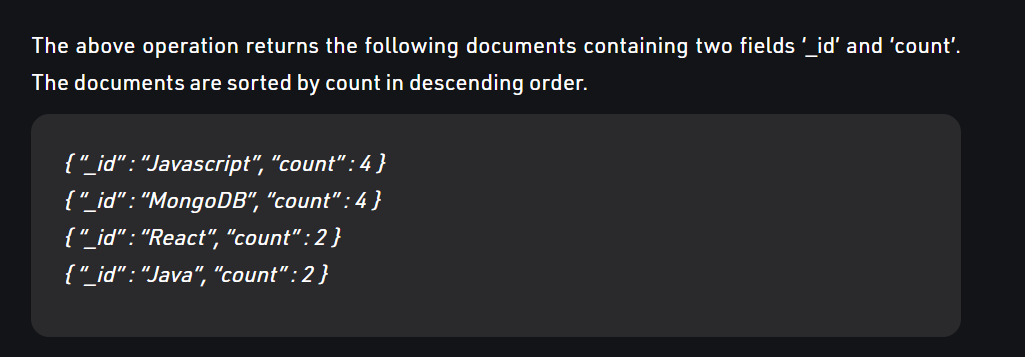 The above operation returns the following documents containing two fields ‘_id’ and ‘count’.
The documents are sorted by count in descending order.
{ “_id” : “Javascript”, “count” : 4 }
{ “_id” : “MongoDB”, “count” : 4 }
{ “_id” : “React”, “count” : 2 }
{ “_id” : “Java”, “count” : 2 }